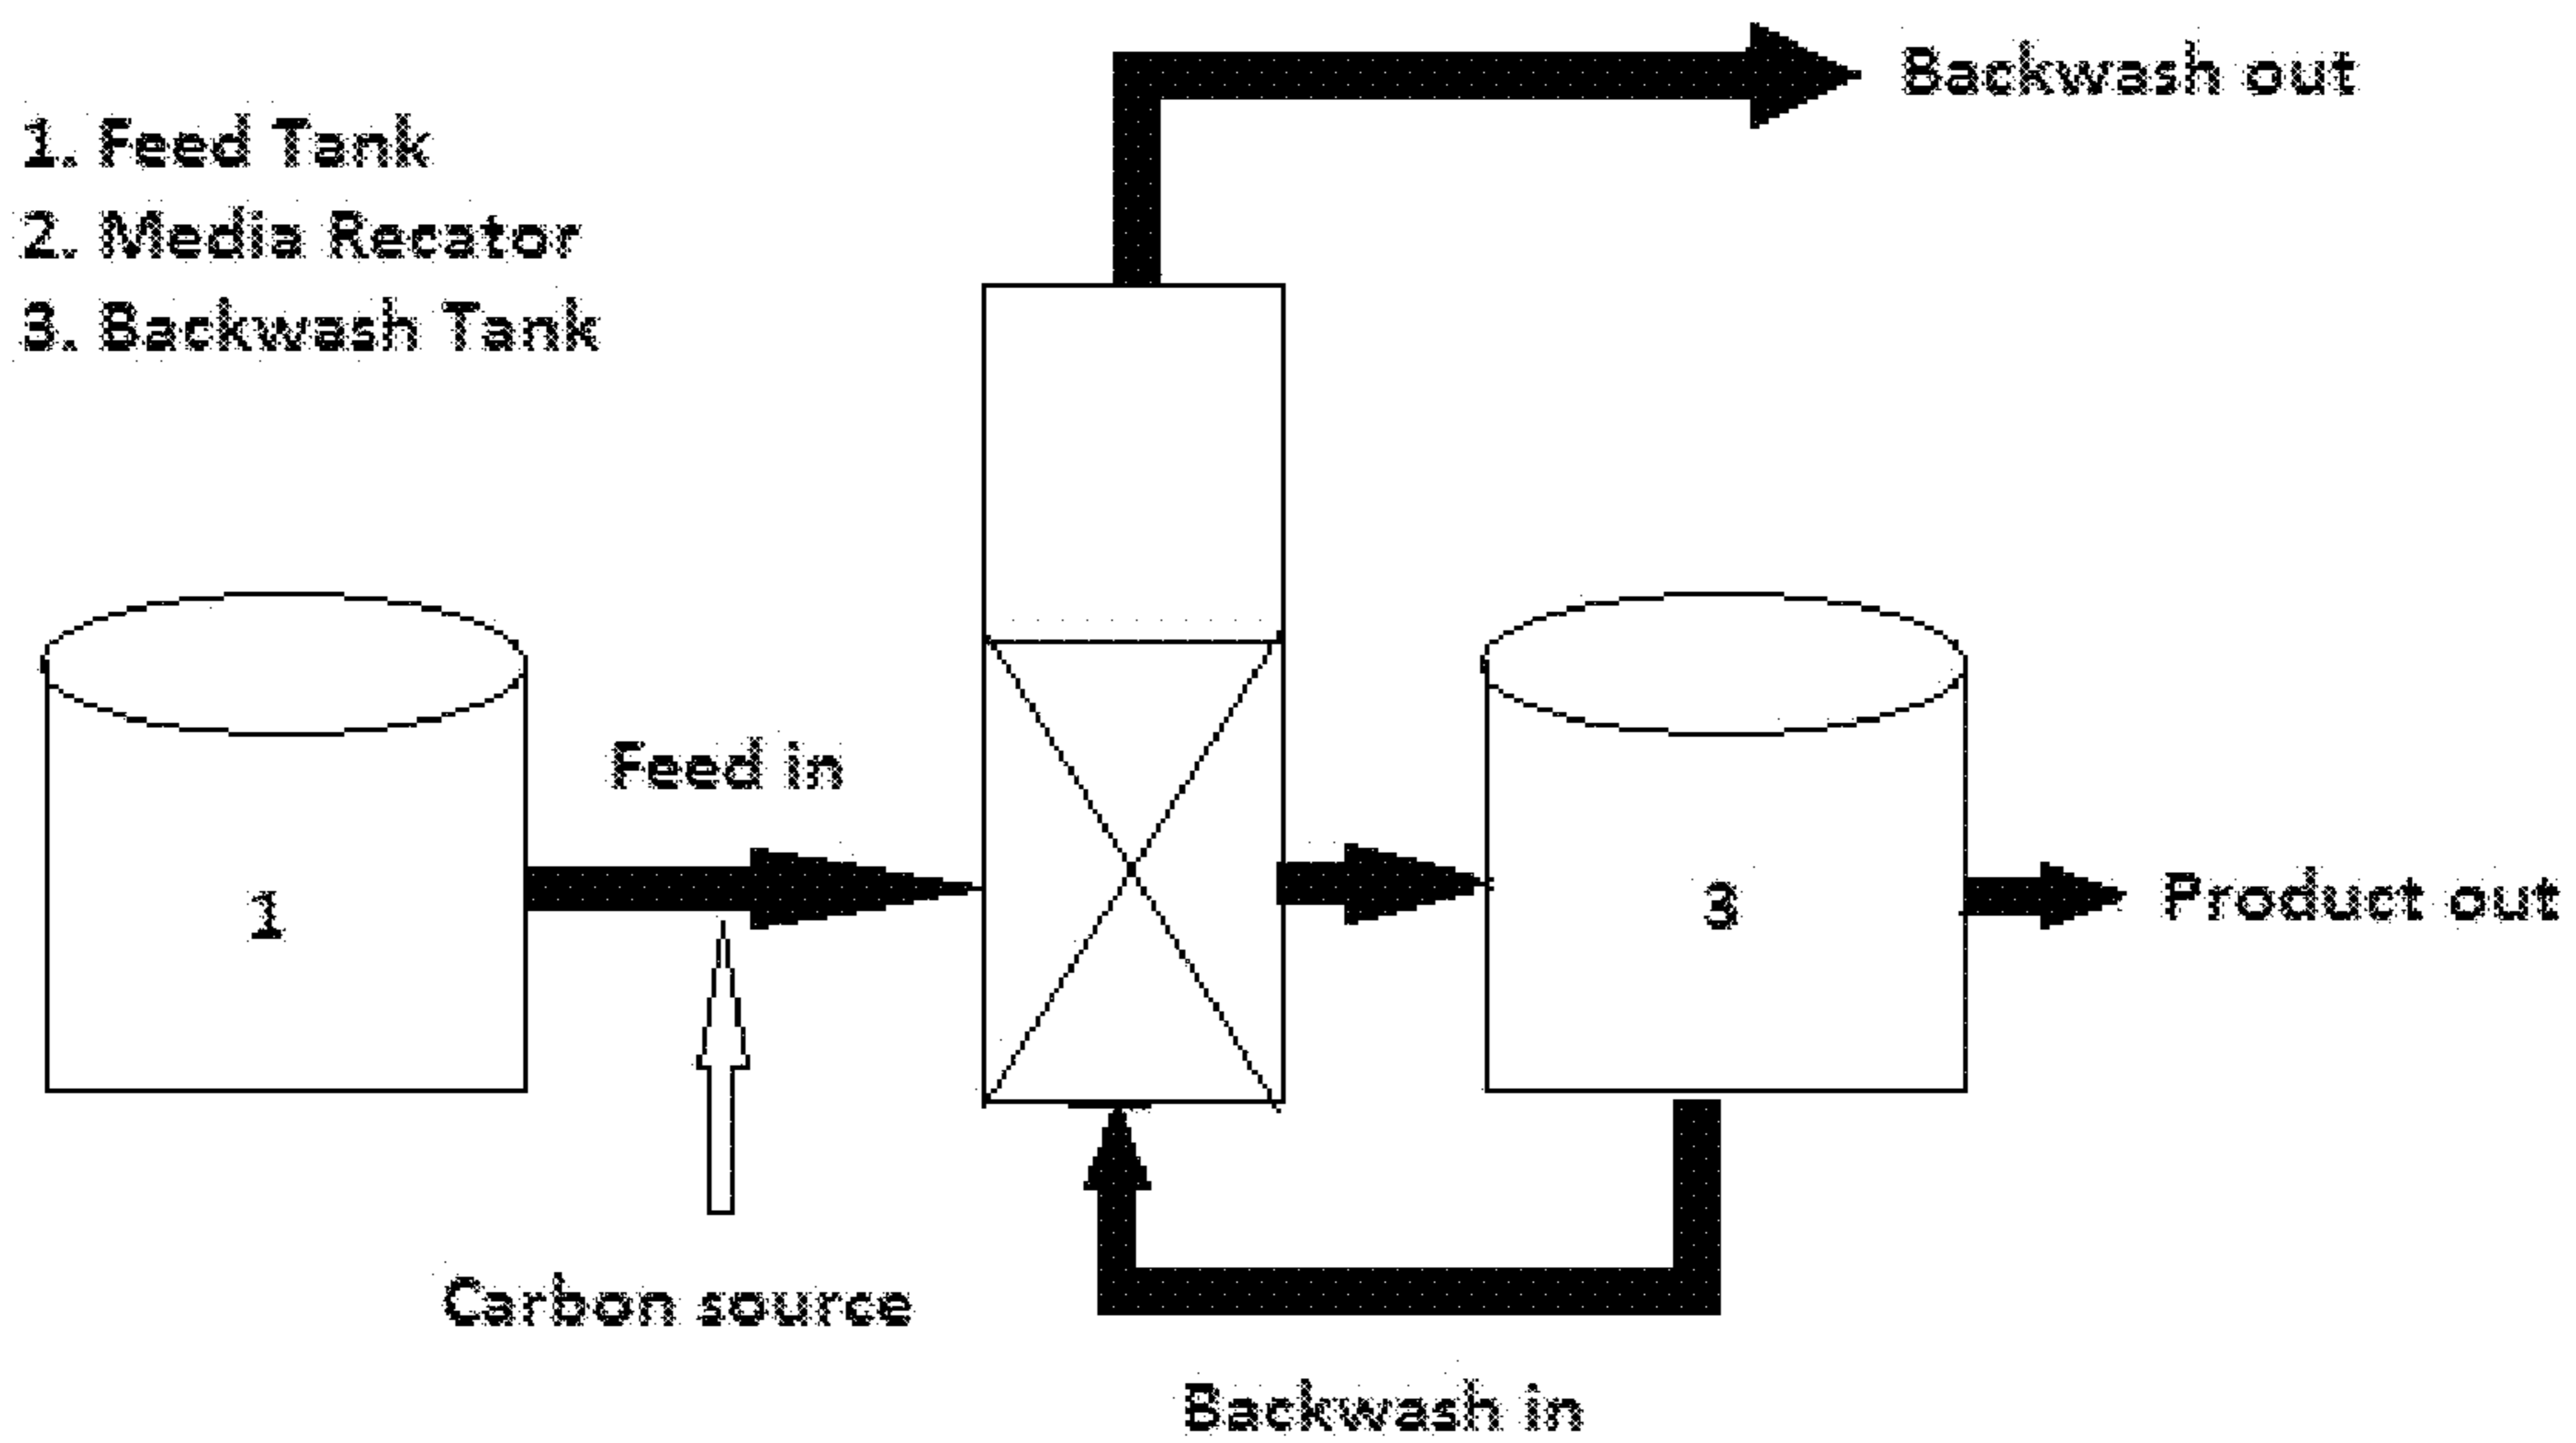 Backwash out
1. Feed Tank
2. Media Recator
3. Backwash Tank
Feed in
1
3
Product out
Carbon source
Backwash in